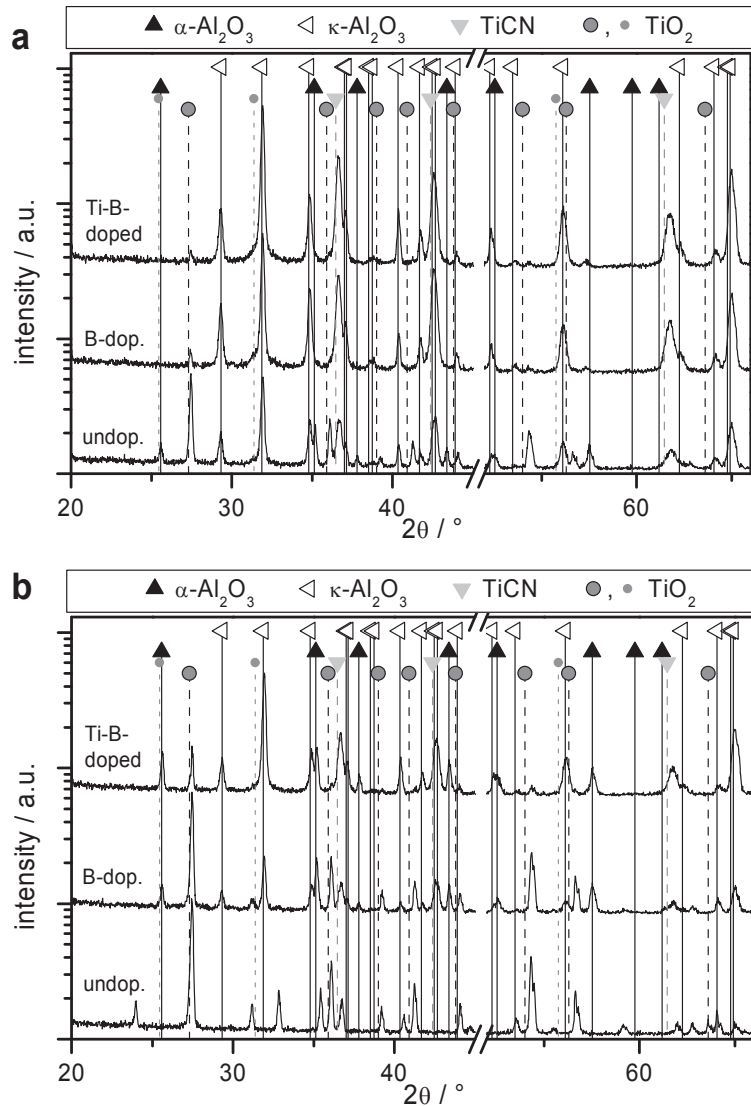 a
α-Al₂O₃ κ-Al₂O₃ TiCN , TiO₂
intensity / a.u.
Ti-B-
doped
B-dop.
undop.
20 30 40 60
2θ / °
b
α-Al₂O₃ κ-Al₂O₃ TiCN , TiO₂
intensity / a.u.
Ti-B-
doped
B-dop.
undop.
20 30 40 60
2θ / °